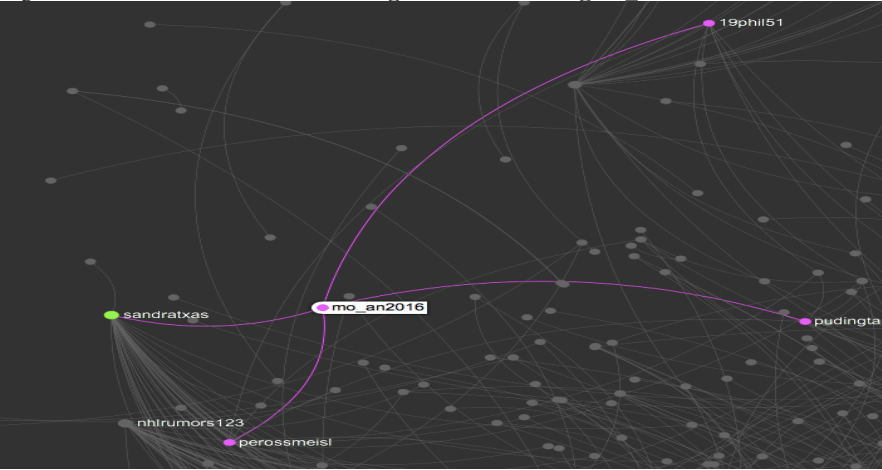 19phil51
mo_an2016
sandratxas
pudingta
nhlrumors123
perossmeisl